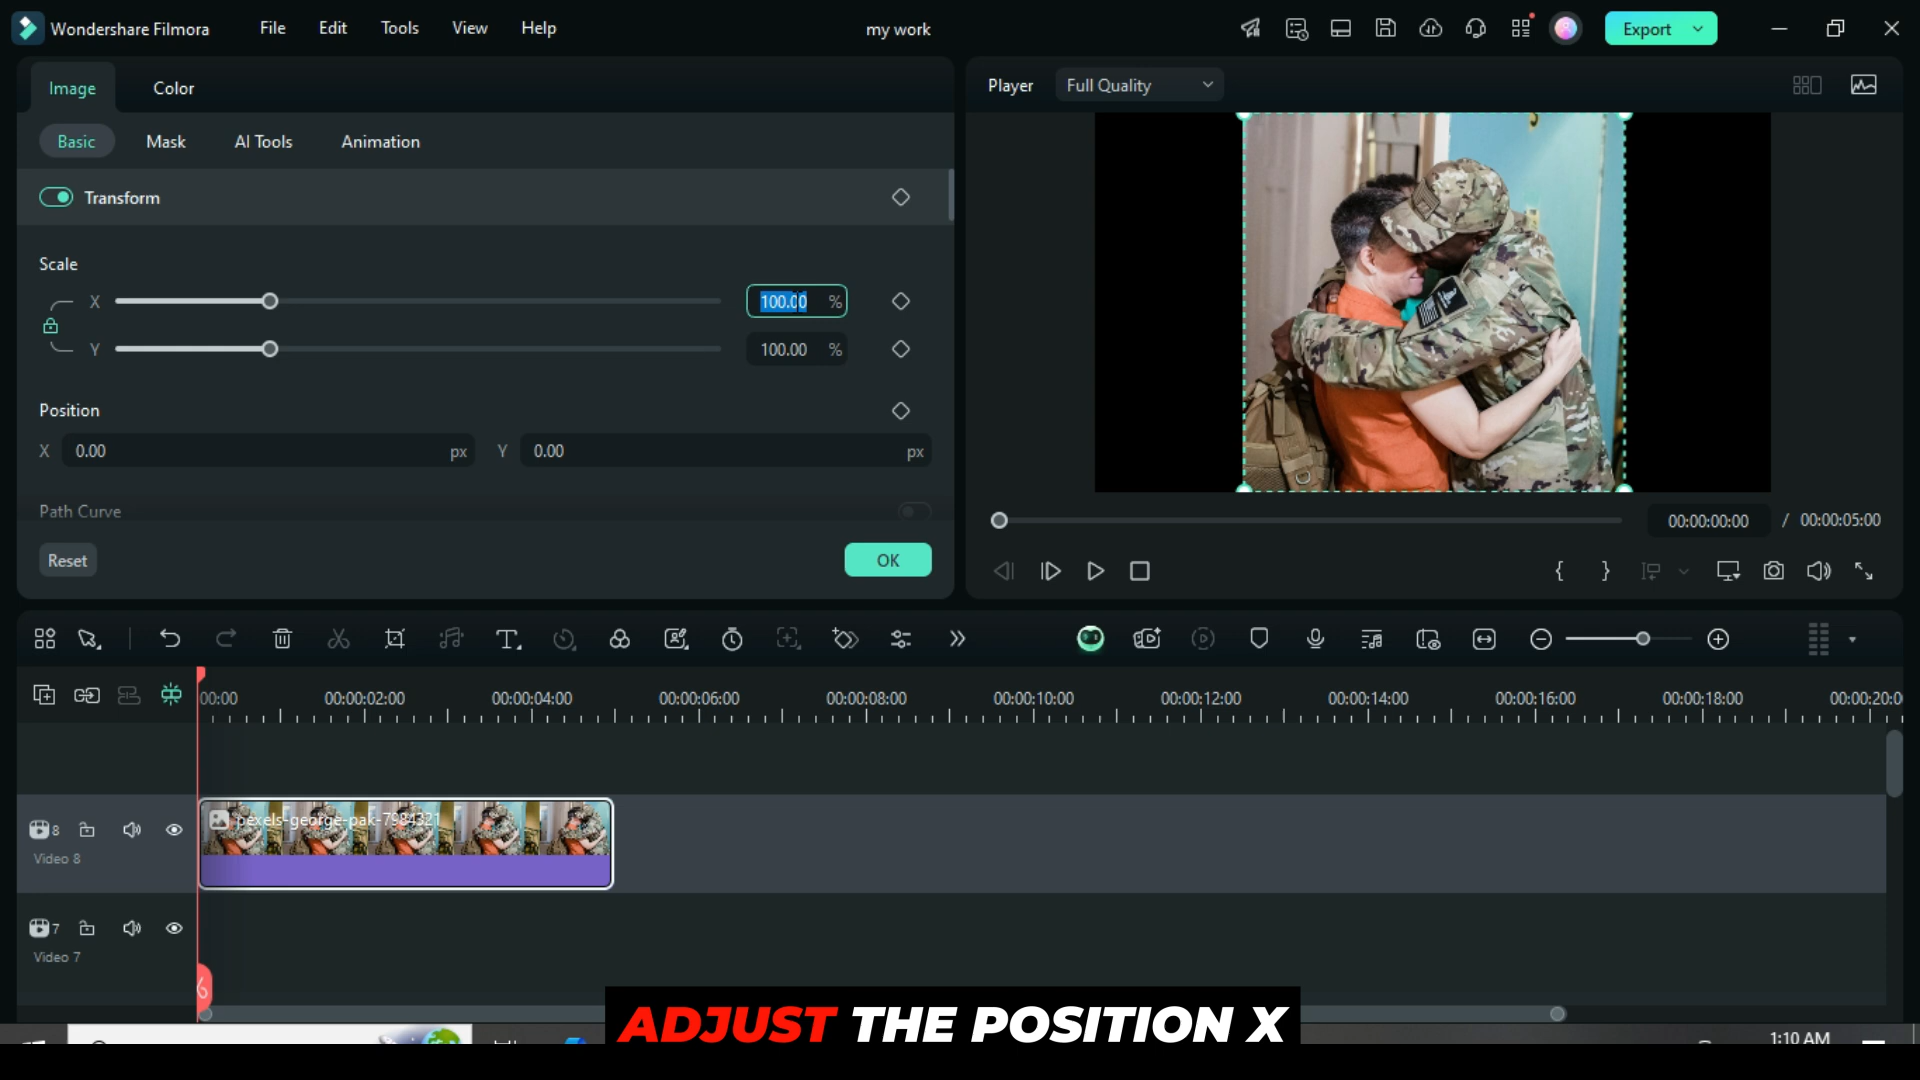 Wondershare Filmora File Edit Tools View Help my work Export
Image Color
Player Full Quality
Basic Mask AI Tools Animation
Transform
Scale
X 100.00 %
Y 100.00 %
Position
X 0.00 px Y 0.00 px
Path Curve
Reset OK
00:00:00:00 / 00:00:05:00
00:00 00:00:02:00 00:00:04:00 00:00:06:00 00:00:08:00 00:00:10:00 00:00:12:00 00:00:14:00 00:00:16:00 00:00:18:00 00:00:20:0
pexels-george-pak-7984321
8
Video 8
7
Video 7
ADJUST THE POSITION X
1:10 AM